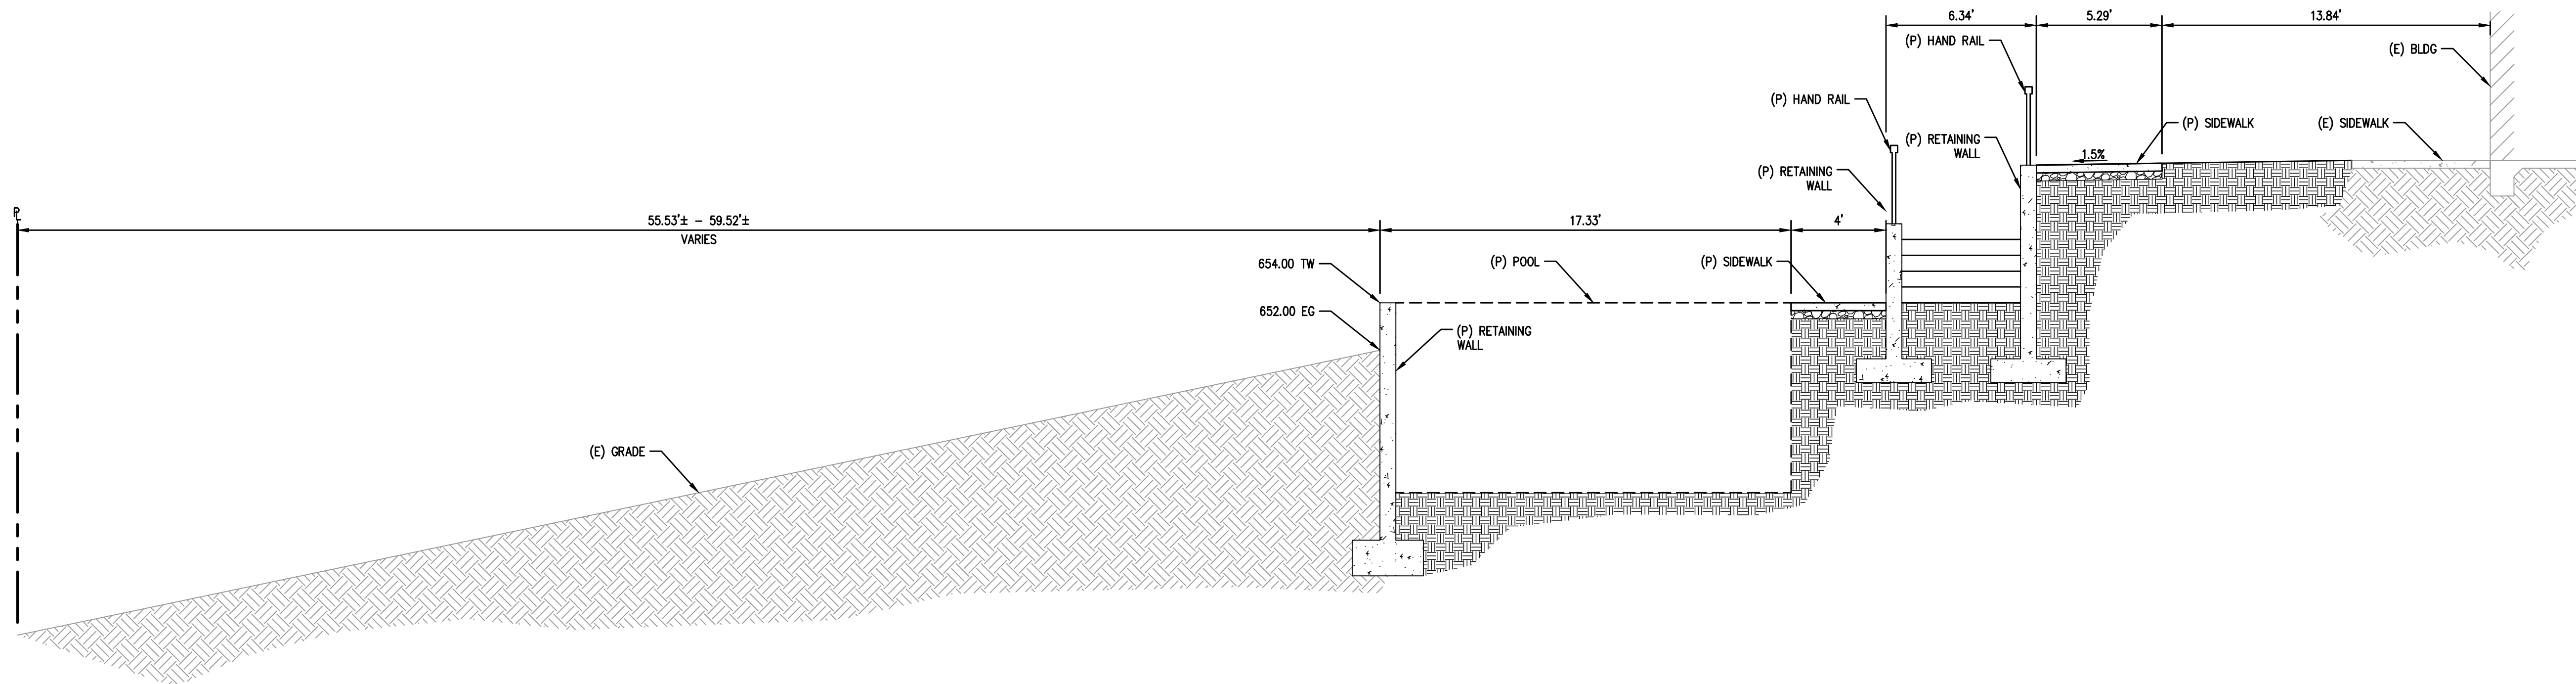 6.34'
5.29'
13.84'
(P) HAND RAIL
(E) BLDG
(P) HAND RAIL
(P) RETAINING
WALL
(P) SIDEWALK
(E) SIDEWALK
1.5%
(P) RETAINING
WALL
PL
55.53'± - 59.52'±
VARIES
17.33'
4'
654.00 TW
(P) POOL
(P) SIDEWALK
652.00 EG
(P) RETAINING
WALL
(E) GRADE